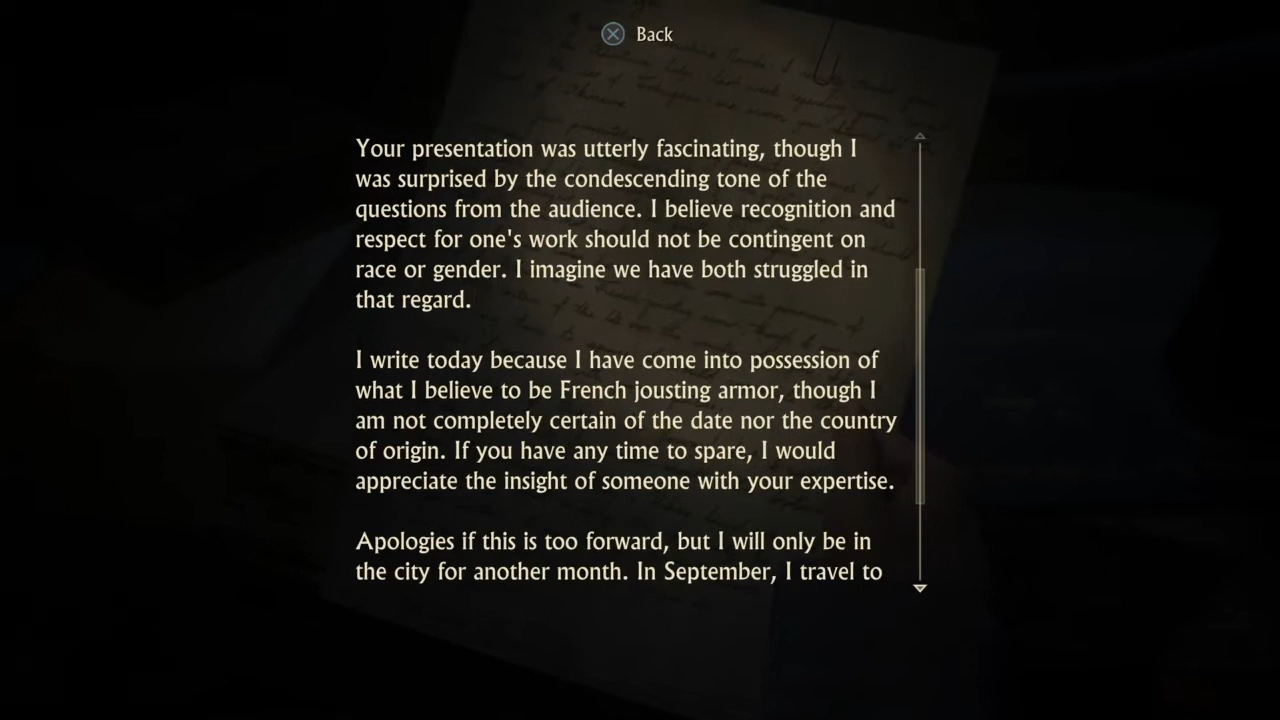 Back
Your presentation was utterly fascinating, though I
was surprised by the condescending tone of the
questions from the audience. I believe recognition and
respect for one's work should not be contingent on
race or gender. I imagine we have both struggled in
that regard.
I write today because I have come into possession of
what I believe to be French jousting armor, though I
am not completely certain of the date nor the country
of origin. If you have any time to spare, I would
appreciate the insight of someone with your expertise.
Apologies if this is too forward, but I will only be in
the city for another month. In September, I travel to